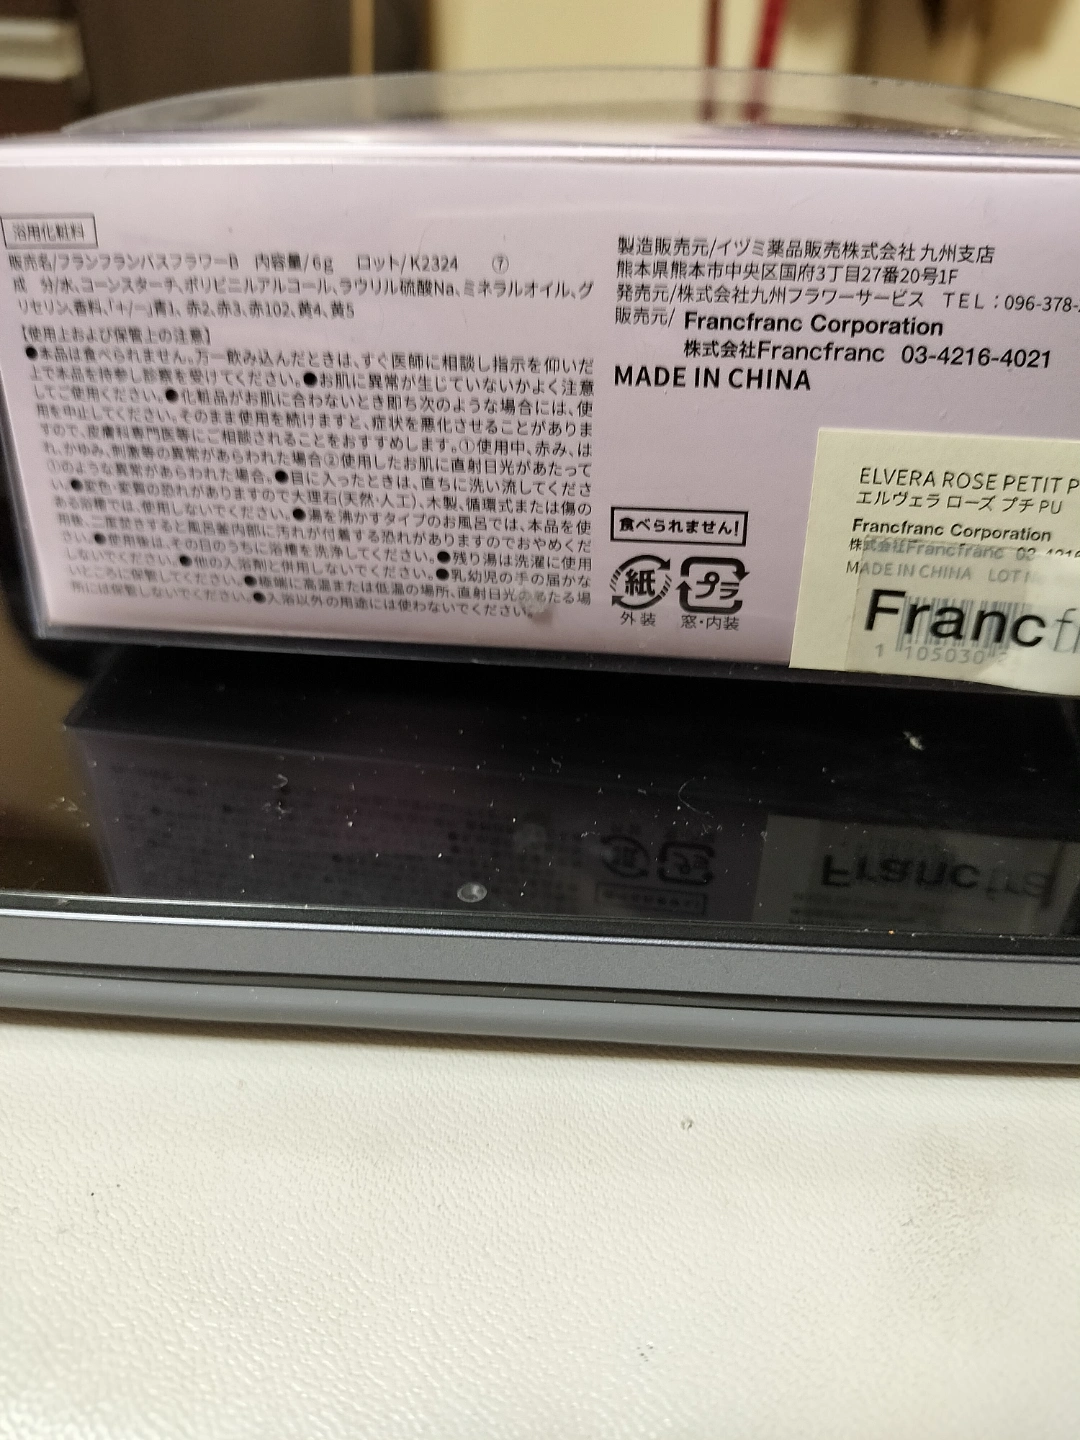 浴用化粧料
販売名/フランフランバスフラワーB 内容量/6g ロット/K2324 ⑦
成 分/水、コーンスターチ、ポリビニルアルコール、ラウリル硫酸Na、ミネラルオイル、グ
リセリン、香料、「+/-」青1、赤2、赤3、赤102、黄4、黄5
【使用上および保管上の注意】
●本品は食べられません。万一飲み込んだときは、すぐ医師に相談し指示を仰いだ
上で本品を持参し診察を受けてください。●お肌に異常が生じていないかよく注意
してご使用ください。●化粧品がお肌に合わないとき即ち次のような場合には、使
用を中止してください。そのまま使用を続けますと、症状を悪化させることがありま
すので、皮膚科専門医等にご相談されることをおすすめします。①使用中、赤み、は
れ、かゆみ、刺激等の異常があらわれた場合②使用したお肌に直射日光があたって
①のような異常があらわれた場合。●目に入ったときは、直ちに洗い流してくださ
い。●変色・変質の恐れがありますので大理石(天然・人工)、木製、循環式または傷の
ある浴槽では、使用しないでください。●湯を沸かすタイプのお風呂では、本品を使
用後、二度焚きすると風呂釜内部に汚れが付着する恐れがありますのでおやめくだ
さい。●使用後は、その日のうちに浴槽を洗浄してください。●残り湯は洗濯に使用
しないでください。●他の入浴剤と併用しないでください。●乳幼児の手の届かな
いところに保管してください。●極端に高温または低温の場所、直射日光のあたる場
所には保管しないでください。●入浴以外の用途には使わないでください。
製造販売元/イヅミ薬品販売株式会社 九州支店
熊本県熊本市中央区国府3丁目27番20号1F
発売元/株式会社九州フラワーサービス TEL:096-378-
販売元/ Francfranc Corporation
株式会社Francfranc 03-4216-4021
MADE IN CHINA
食べられません!
紙 プラ
外装 窓・内装
ELVERA ROSE PETIT P
エルヴェラ ローズ プチ PU
Francfranc Corporation
株式会社Francfranc 03-4216
MADE IN CHINA LOT
Francfr
1 105030